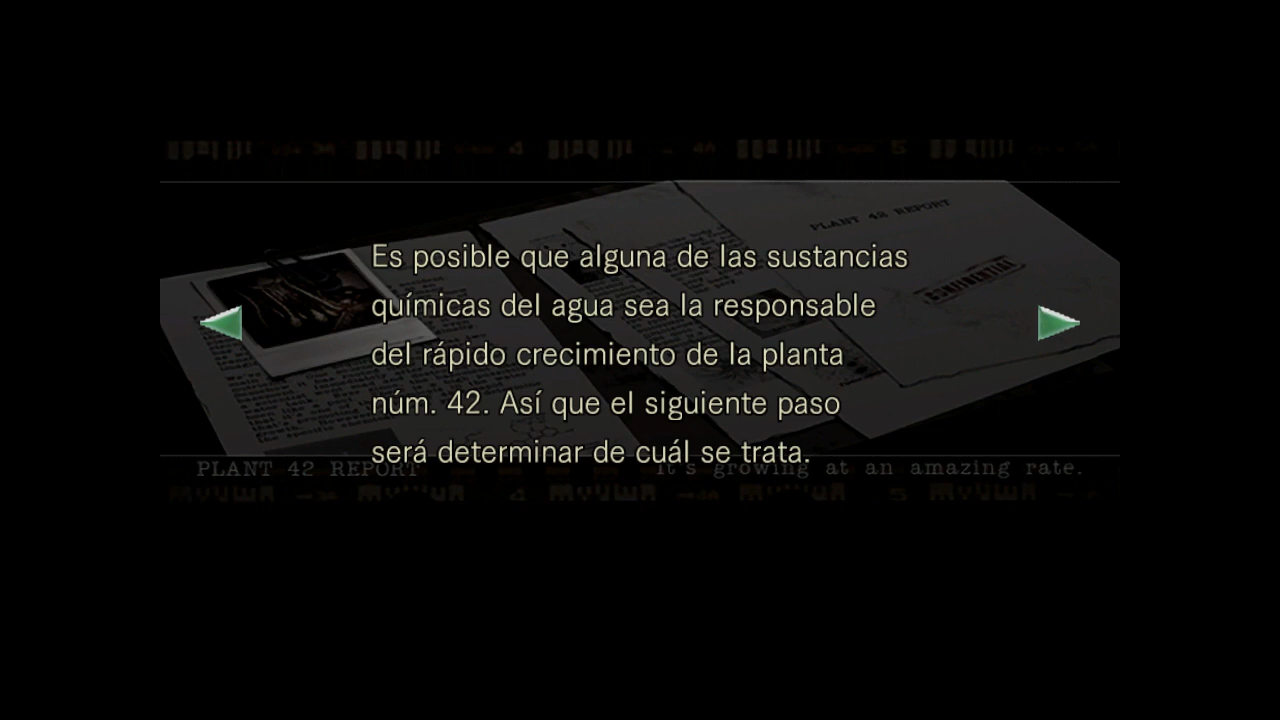 PLANT 42 REPORT
CONFIDENTIAL
Es posible que alguna de las sustancias
químicas del agua sea la responsable
del rápido crecimiento de la planta
núm. 42. Así que el siguiente paso
será determinar de cuál se trata.
PLANT 42 REPORT
It's growing at an amazing rate.